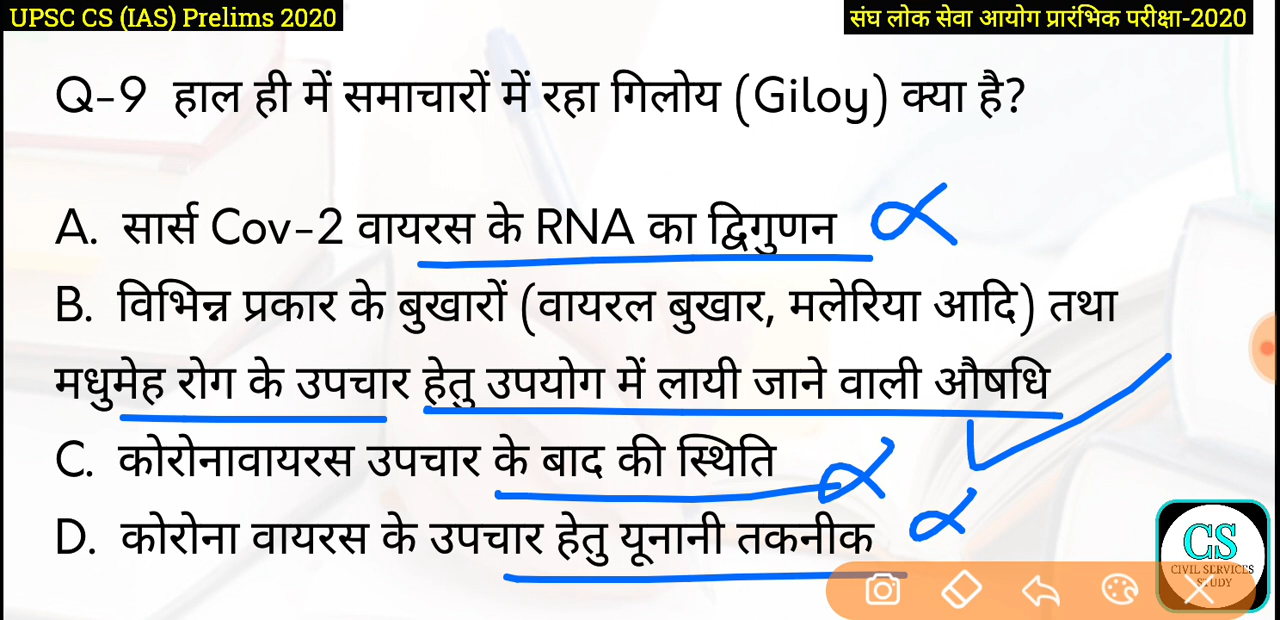 UPSC CS (IAS) Prelims 2020
संघ लोक सेवा आयोग प्रारंभिक परीक्षा-2020
Q-9 हाल ही में समाचारों में रहा गिलोय (Giloy) क्या है?
A. सार्स Cov-2 वायरस के RNA का द्विगुणन
B. विभिन्न प्रकार के बुखारों (वायरल बुखार, मलेरिया आदि) तथा
मधुमेह रोग के उपचार हेतु उपयोग में लायी जाने वाली औषधि
C. कोरोनावायरस उपचार के बाद की स्थिति
D. कोरोना वायरस के उपचार हेतु यूनानी तकनीक
CS
CIVIL SERVICES
STUDY